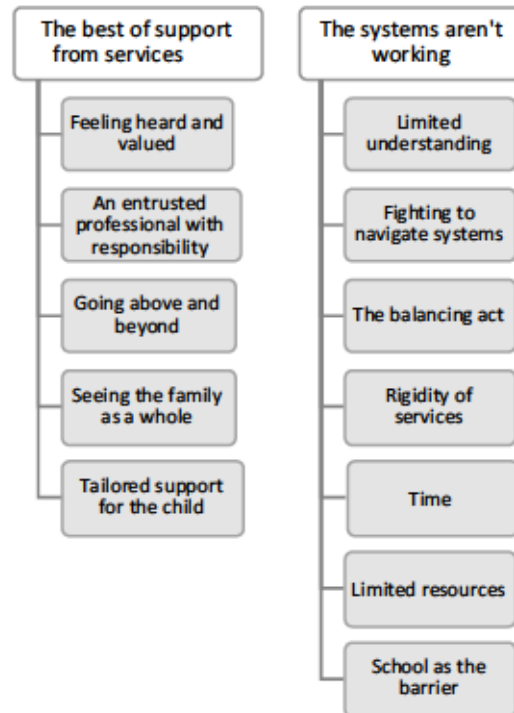 The best of support
from services
Feeling heard and
valued
An entrusted
professional with
responsibility
Going above and
beyond
Seeing the family
as a whole
Tailored support
for the child
The systems aren't
working
Limited
understanding
Fighting to
navigate systems
The balancing act
Rigidity of
services
Time
Limited resources
School as the
barrier